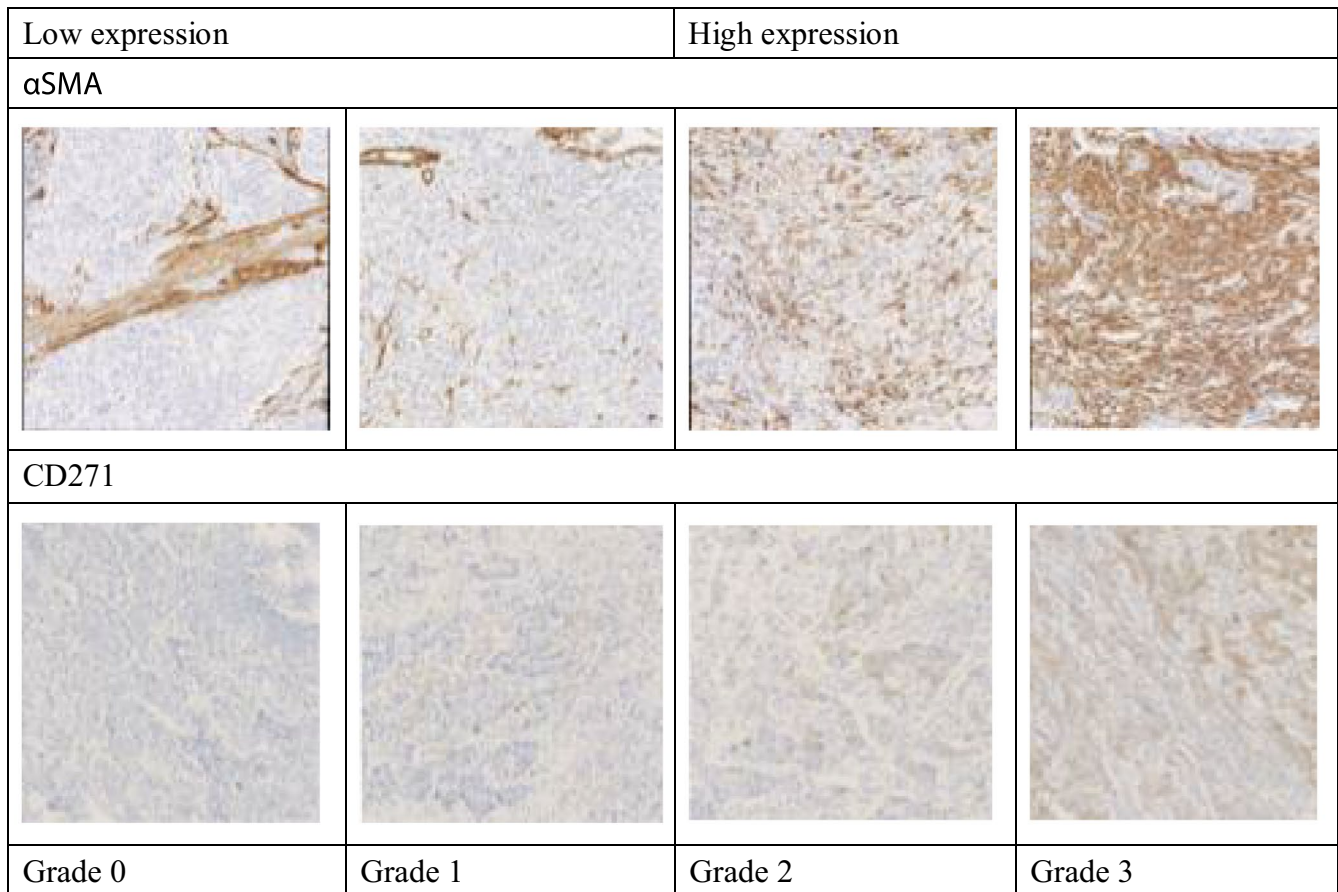 Low expression
High expression
αSMA
CD271
Grade 0
Grade 1
Grade 2
Grade 3